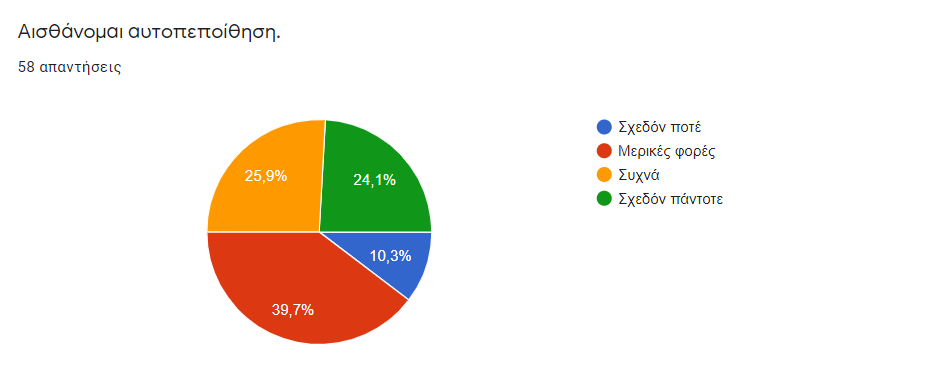 Αισθάνομαι αυτοπεποίθηση.
58 απαντήσεις
25,9%
24,1%
10,3%
39,7%
Σχεδόν ποτέ
Μερικές φορές
Συχνά
Σχεδόν πάντοτε